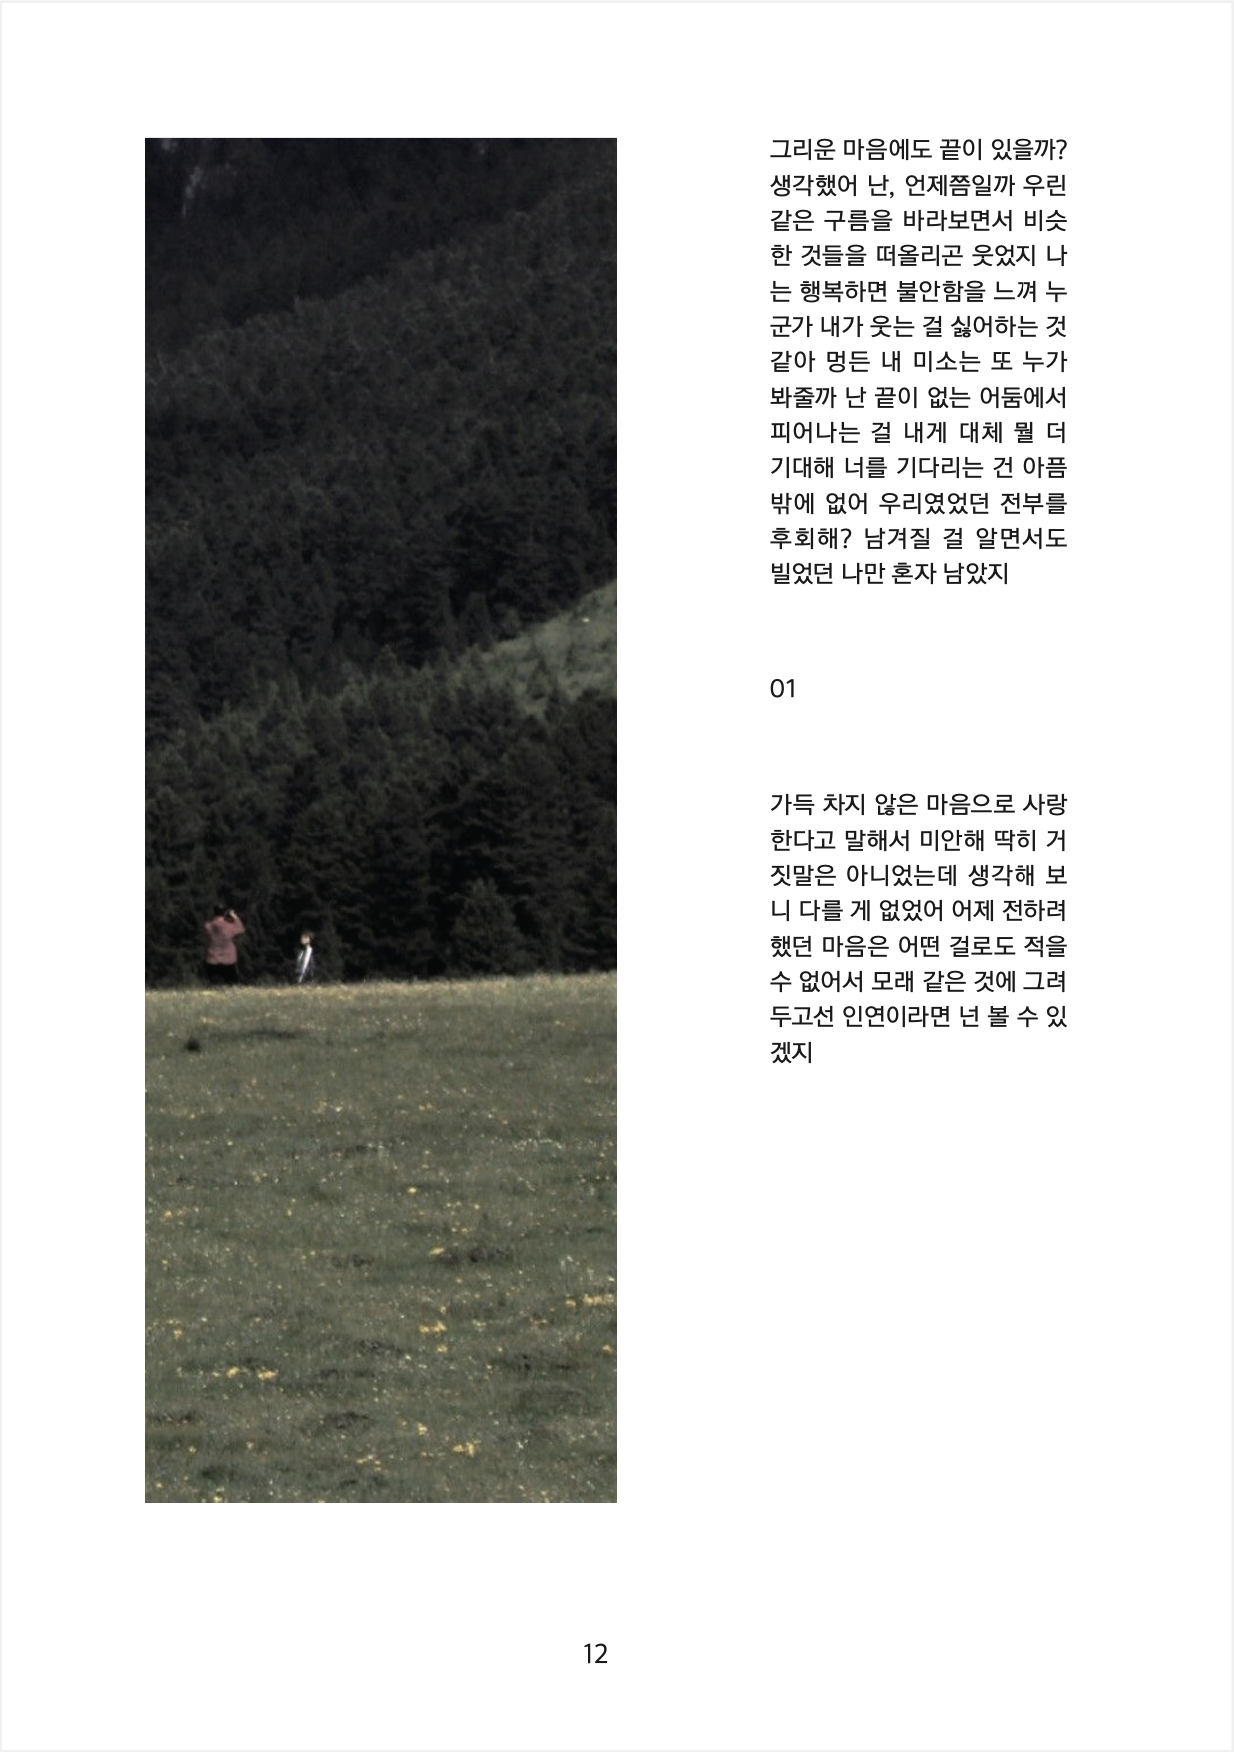 그리운 마음에도 끝이 있을까?
생각했어 난, 언제쯤일까 우린
같은 구름을 바라보면서 비슷
한 것들을 떠올리곤 웃었지 나
는 행복하면 불안함을 느껴 누
군가 내가 웃는 걸 싫어하는 것
같아 멍든 내 미소는 또 누가
봐줄까 난 끝이 없는 어둠에서
피어나는 걸 내게 대체 뭘 더
기대해 너를 기다리는 건 아픔
밖에 없어 우리였었던 전부를
후회해? 남겨질 걸 알면서도
빌었던 나만 혼자 남았지
01
가득 차지 않은 마음으로 사랑
한다고 말해서 미안해 딱히 거
짓말은 아니었는데 생각해 보
니 다를 게 없었어 어제 전하려
했던 마음은 어떤 걸로도 적을
수 없어서 모래 같은 것에 그려
두고선 인연이라면 넌 볼 수 있
겠지
12